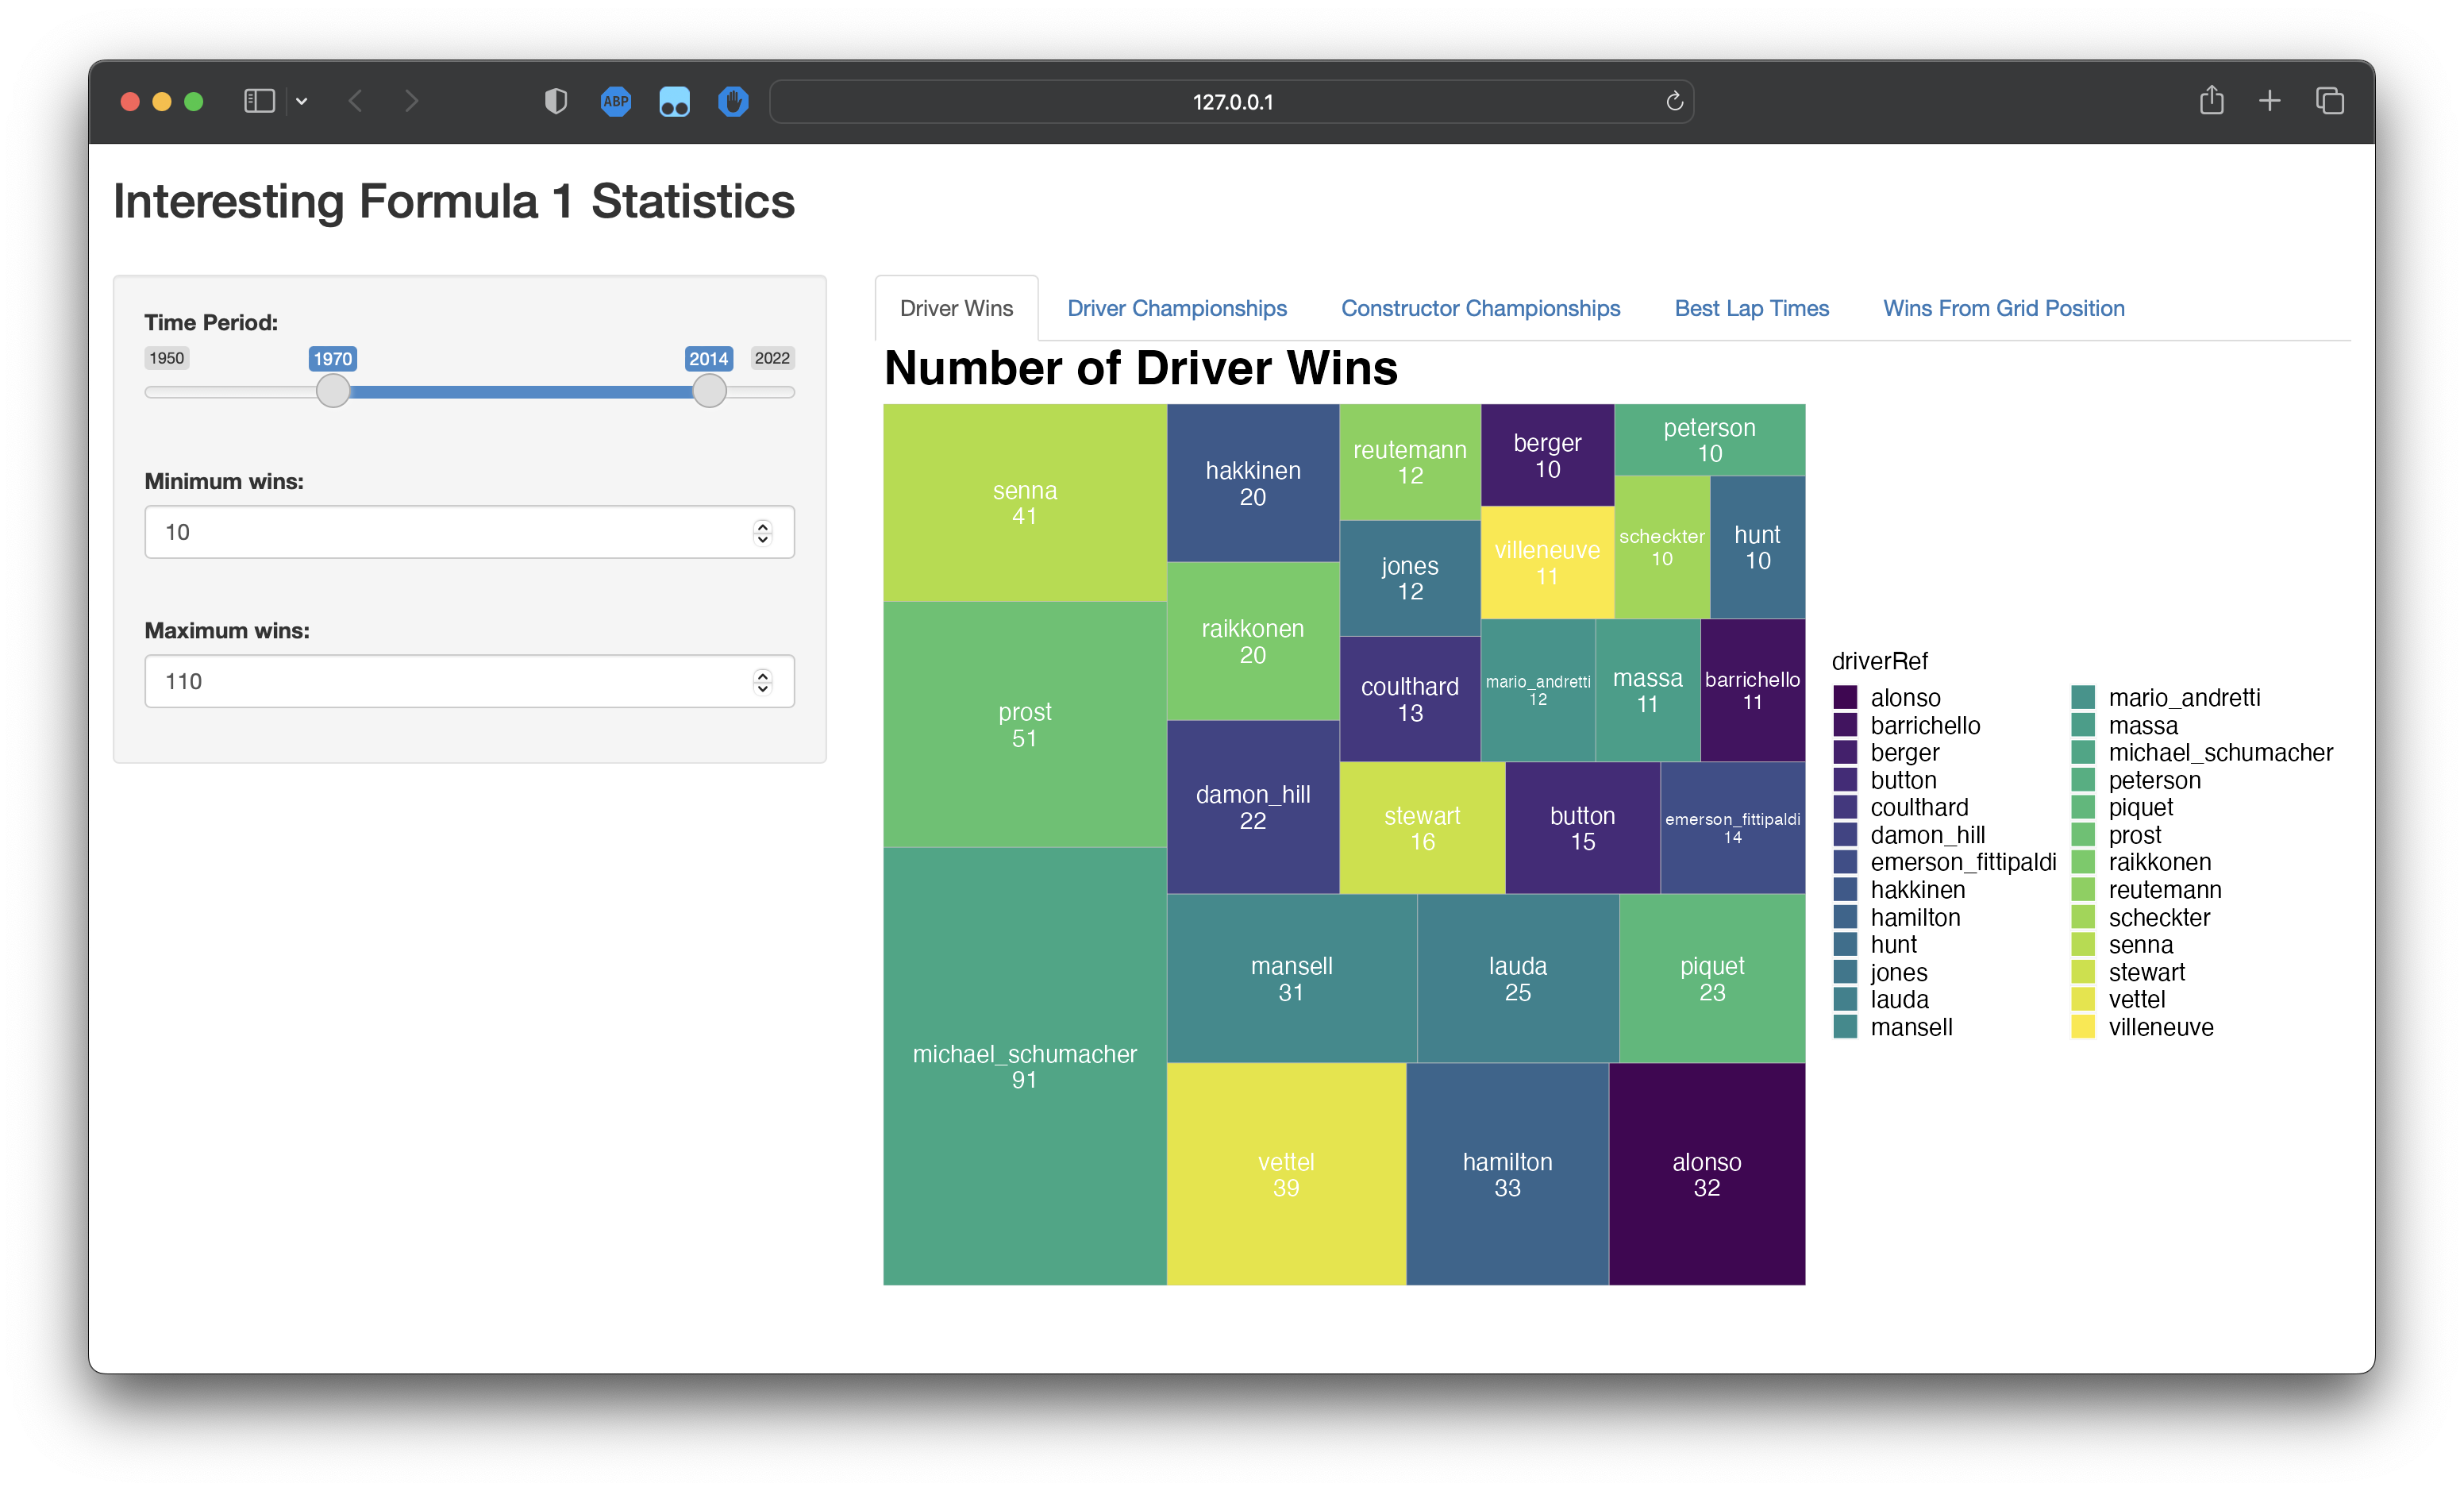 ABP
127.0.0.1
Interesting Formula 1 Statistics
Time Period:
1950
1970
2014
2022
Minimum wins:
10
Maximum wins:
110
Driver Wins
Driver Championships
Constructor Championships
Best Lap Times
Wins From Grid Position
Number of Driver Wins
senna
41
prost
51
michael_schumacher
91
hakkinen
20
raikkonen
20
damon_hill
22
reutemann
12
jones
12
coulthard
13
berger
10
villeneuve
11
peterson
10
scheckter
10
hunt
10
mario_andretti
12
massa
11
barrichello
11
stewart
16
button
15
emerson_fittipaldi
14
mansell
31
lauda
25
piquet
23
vettel
39
hamilton
33
alonso
32
driverRef
alonso
barrichello
berger
button
coulthard
damon_hill
emerson_fittipaldi
hakkinen
hamilton
hunt
jones
lauda
mansell
mario_andretti
massa
michael_schumacher
peterson
piquet
prost
raikkonen
reutemann
scheckter
senna
stewart
vettel
villeneuve